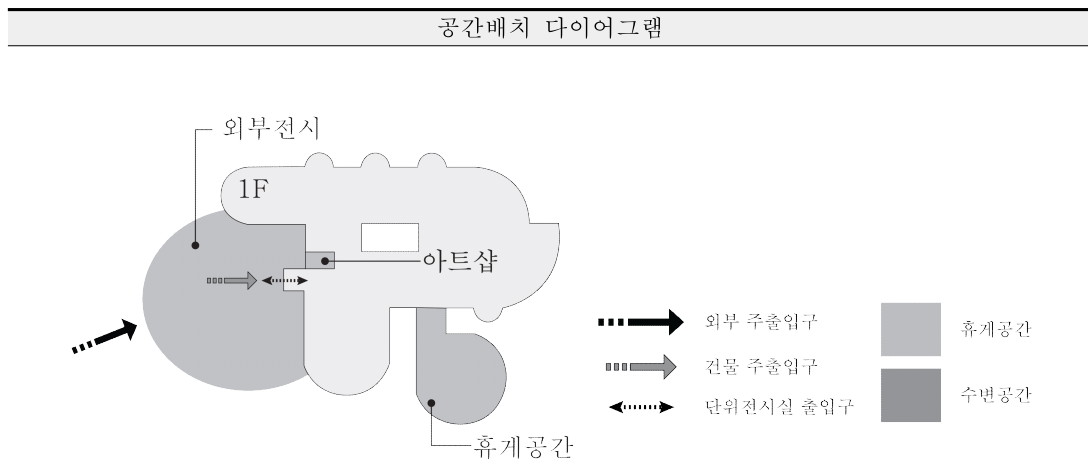 공간배치 다이어그램
외부전시
1F
아트샵
휴게공간
외부 주출입구
건물 주출입구
단위전시실 출입구
휴게공간
수변공간